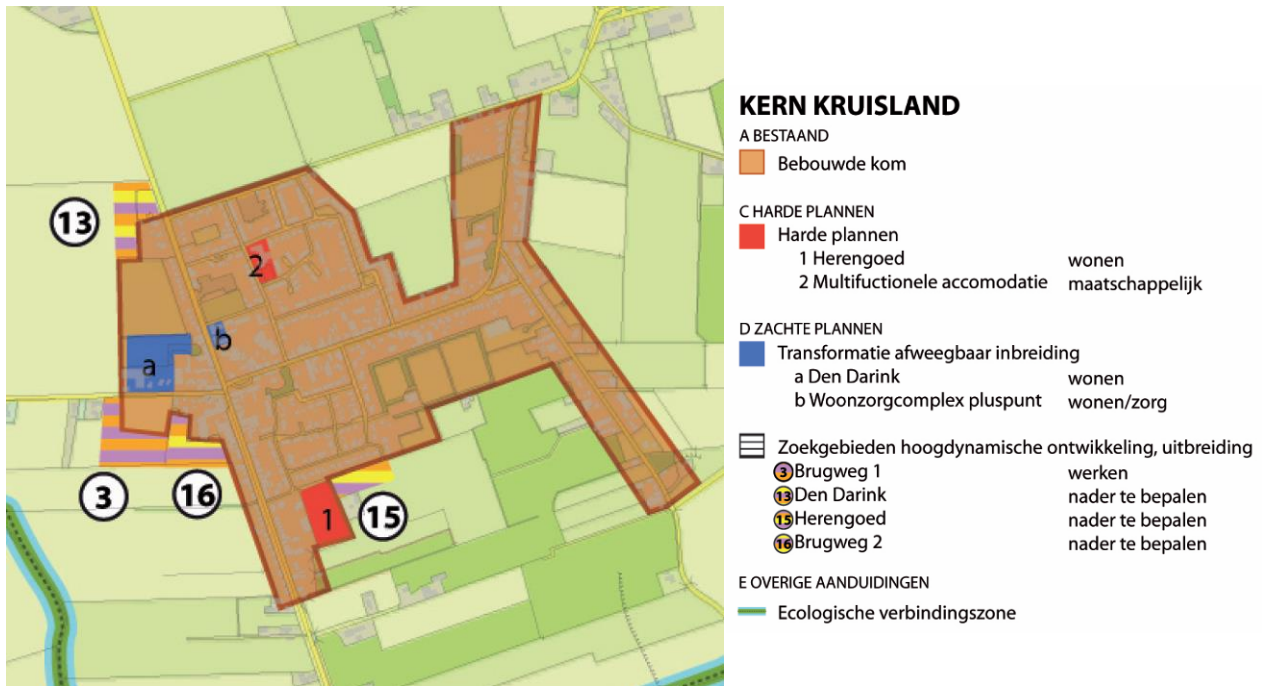 13
2
b
a
3
16
1
15
KERN KRUISLAND
A BESTAAND
Bebouwde kom
C HARDE PLANNEN
Harde plannen
1 Herengoed wonen
2 Multifuctionele accomodatie maatschappelijk
D ZACHTE PLANNEN
Transformatie afweegbaar inbreiding
a Den Darink wonen
b Woonzorgcomplex pluspunt wonen/zorg
Zoekgebieden hoogdynamische ontwikkeling, uitbreiding
3 Brugweg 1 werken
13 Den Darink nader te bepalen
15 Herengoed nader te bepalen
16 Brugweg 2 nader te bepalen
E OVERIGE AANDUIDINGEN
Ecologische verbindingszone